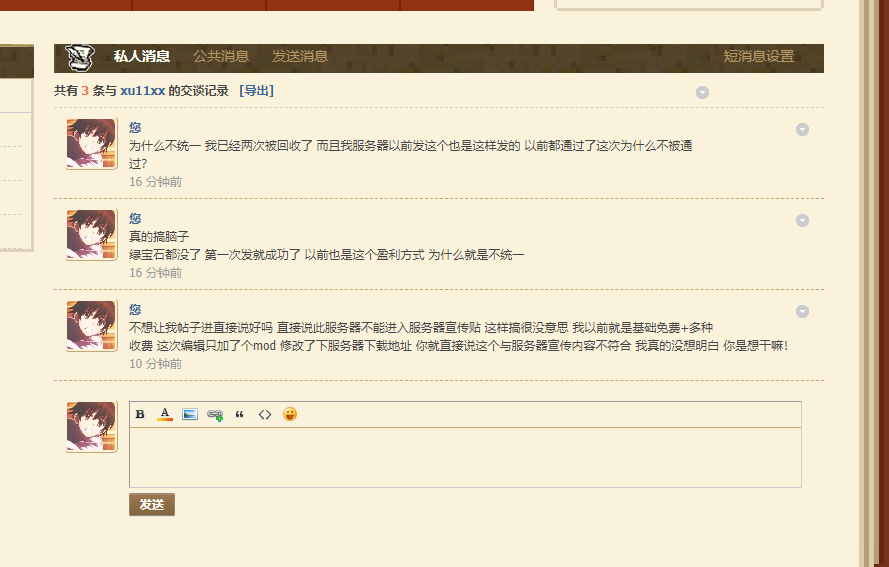 私人消息 公共消息 发送消息 短消息设置
共有 3 条与 xu11xx 的交谈记录 [导出]
您
为什么不统一 我已经两次被回收了 而且我服务器以前发这个也是这样发的 以前都通过了这次为什么不被通
过?
16 分钟前
您
真的搞脑子
绿宝石都没了 第一次发就成功了 以前也是这个盈利方式 为什么就是不统一
16 分钟前
您
不想让我帖子进直接说好吗 直接说此服务器不能进入服务器宣传贴 这样搞很没意思 我以前就是基础免费+多种
收费 这次编辑只加了个mod 修改了下服务器下载地址 你就直接说这个与服务器宣传内容不符合 我真的没想明白 你是想干嘛!
10 分钟前
B A “ <>
发送